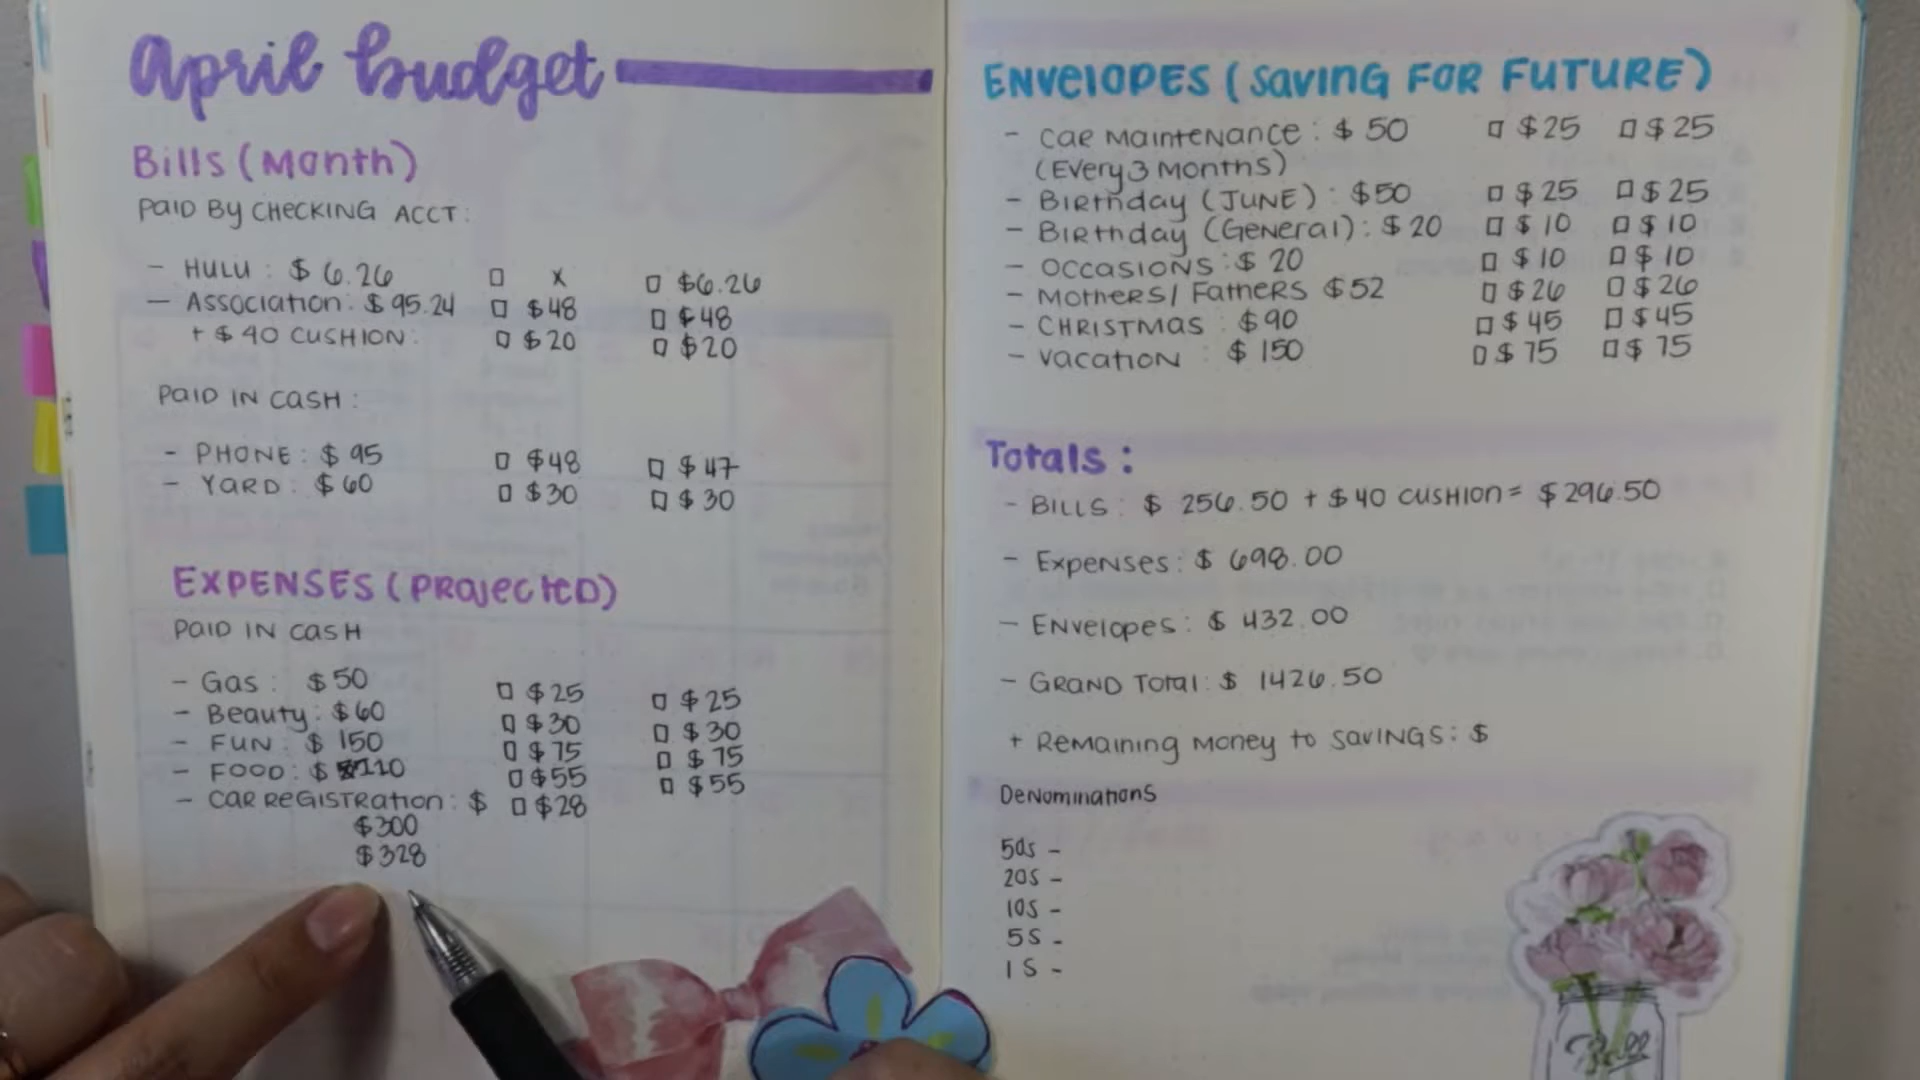 April budget
Bills (Month)
PAID BY CHECKING ACCT:
- HULU: $ 6.26 □ x □ $6.26
- Association: $ 95.24 □ $48 □ $48
+ $ 40 CUSHION: □ $20 □ $20
PAID IN CASH:
- PHONE: $ 95 □ $48 □ $47
- YARD: $ 60 □ $30 □ $30
EXPENSES (PROJECTED)
PAID IN CASH
- Gas: $ 50 □ $25 □ $25
- Beauty: $60 □ $30 □ $30
- FUN: $ 150 □ $75 □ $75
- FOOD: $ 110 □ $55 □ $55
- CAR REGISTRATION: $ □ $28
$300
$328
ENVELOPES (SAVING FOR FUTURE)
- CAR MAINTENANCE: $ 50 □ $25 □ $25
(Every 3 Months)
- Birthday (JUNE): $50 □ $25 □ $25
- Birthday (General): $ 20 □ $ 10 □ $ 10
- OCCASIONS: $ 20 □ $ 10 □ $ 10
- Mothers/Fathers $52 □ $26 □ $26
- CHRISTMAS: $90 □ $45 □ $45
- VACATION: $ 150 □ $ 75 □ $ 75
Totals:
- BILLS: $ 256.50 + $40 CUSHION = $296.50
- Expenses: $ 698.00
- Envelopes: $ 432.00
- GRAND TOTAL: $ 1426.50
+ Remaining Money to SAVINGS: $
Denominations
50s -
20s -
10s -
5s -
1s -
Ball